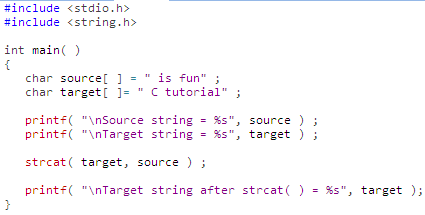 #include <stdio.h>
#include <string.h>
int main( )
{
char source[ ] = " is fun" ;
char target[ ]= " C tutorial" ;
printf( "\nSource string = %s", source ) ;
printf( "\nTarget string = %s", target ) ;
strcat( target, source ) ;
printf( "\nTarget string after strcat( ) = %s", target );
}